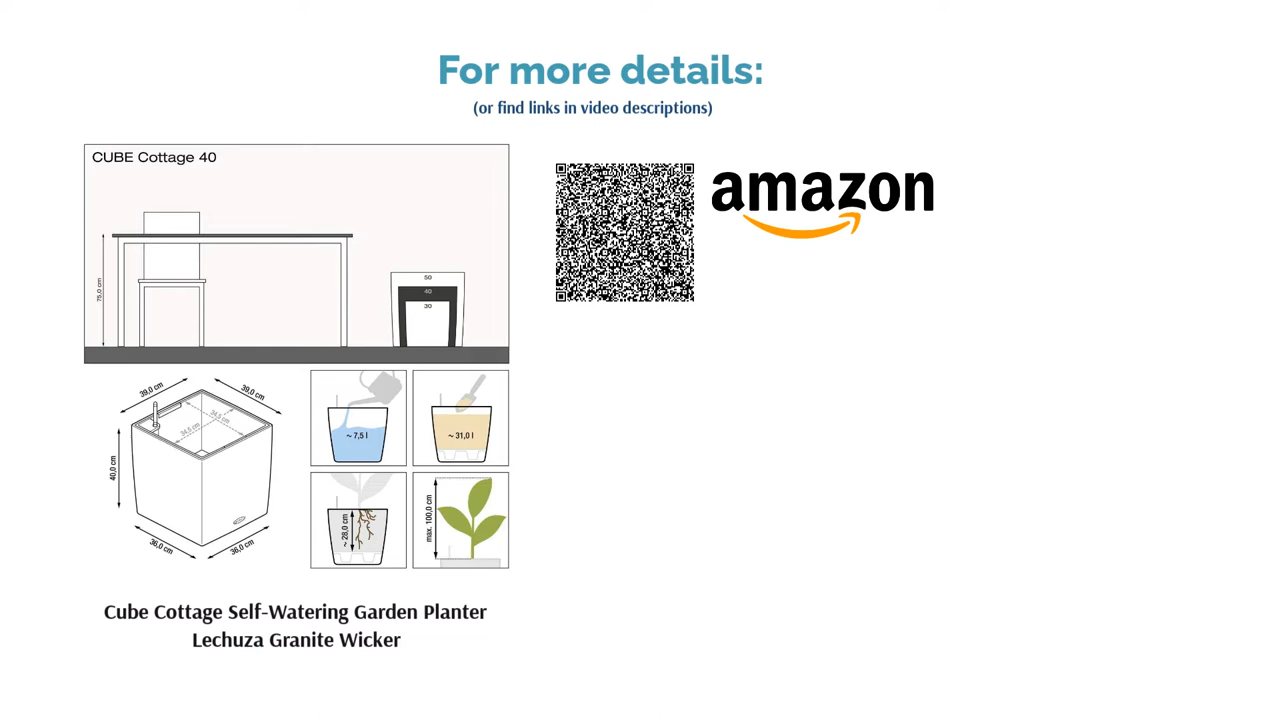 For more details:
(or find links in video descriptions)
CUBE Cottage 40
amazon
75,0 cm
50
40
30
39,0 cm
39,0 cm
34,5 cm
34,5 cm
40,0 cm
36,0 cm
36,0 cm
~ 7,5 l
~ 31,0 l
~ 28,0 cm
max. 100,0 cm
Cube Cottage Self-Watering Garden Planter
Lechuza Granite Wicker